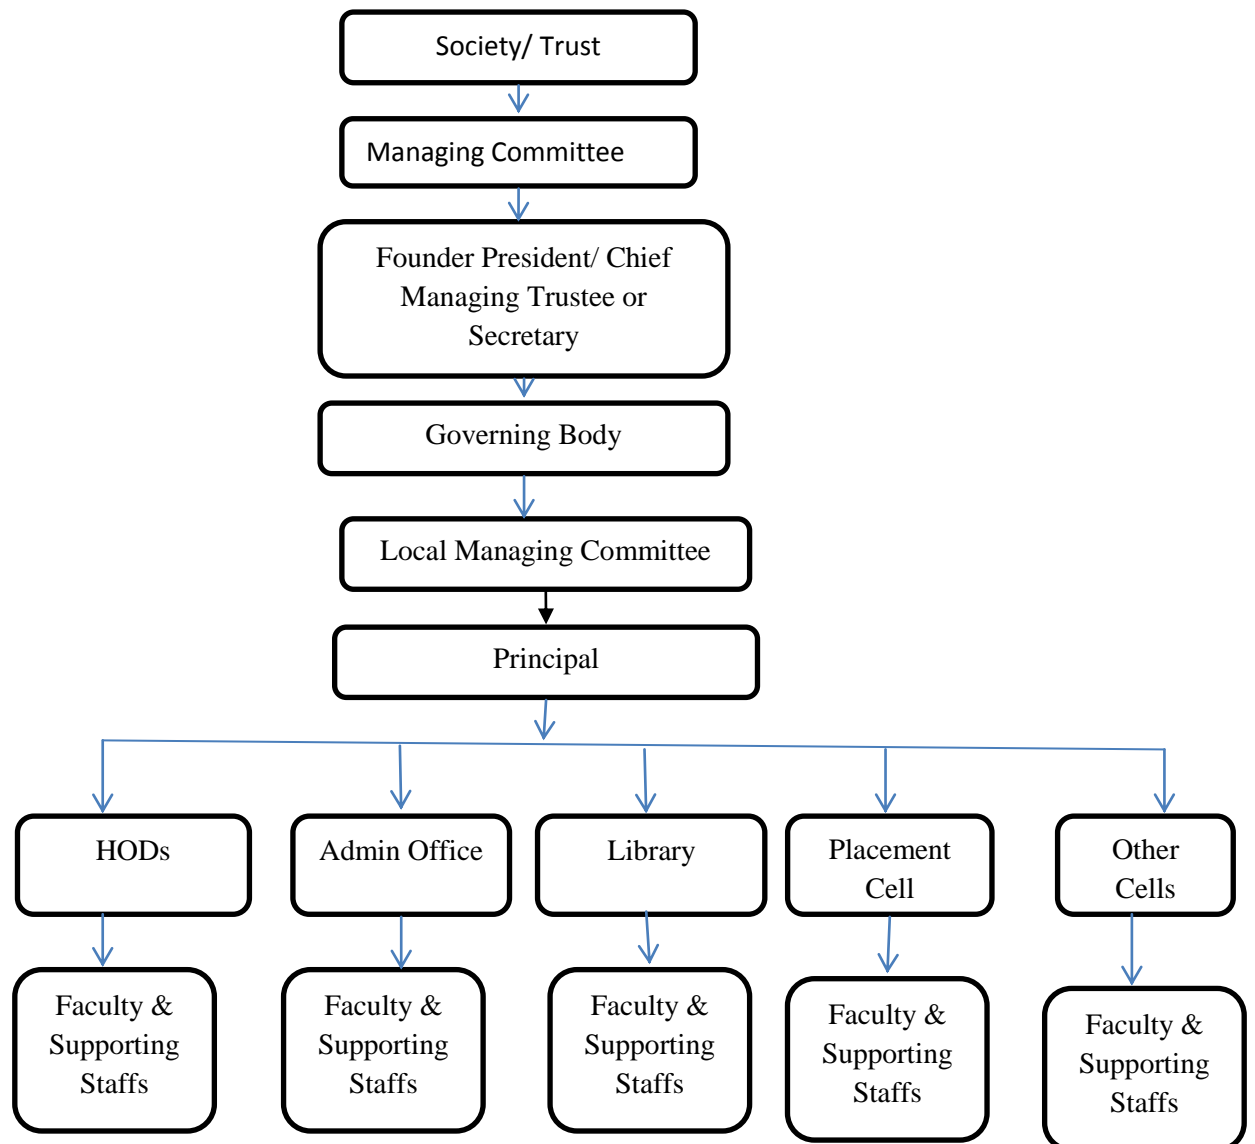 Society/ Trust
Managing Committee
Founder President/ Chief
Managing Trustee or
Secretary
Governing Body
Local Managing Committee
Principal
HODs
Admin Office
Library
Placement
Cell
Other
Cells
Faculty &
Supporting
Staffs
Faculty &
Supporting
Staffs
Faculty &
Supporting
Staffs
Faculty &
Supporting
Staffs
Faculty &
Supporting
Staffs